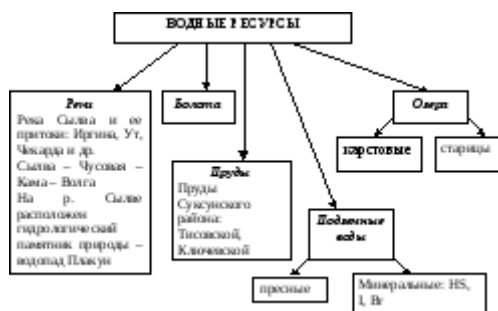 ВОДНЫЕ РЕСУРСЫ
Реки
Река Сылва и ее
притоки: Иргина, Ут,
Чекарда и др.
Сылва – Чусовая –
Кама – Волга
На р. Сылве
расположен
гидрологический
памятник природы –
водопад Плакун
Болота
Пруды
Пруды
Суксунского
района:
Тисовской,
Ключевской
Подземные
воды
пресные
Минеральные: HS,
I, Br
Озера
карстовые
старицы